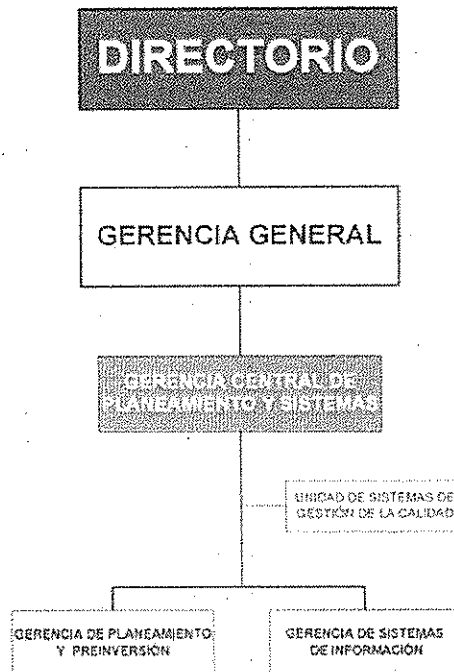 DIRECTORIO
GERENCIA GENERAL
GERENCIA CENTRAL DE
PLANEAMIENTO Y SISTEMAS
UNIDAD DE SISTEMAS DE
GESTIÓN DE LA CALIDAD
GERENCIA DE PLANEAMIENTO
Y PREINVERSIÓN
GERENCIA DE SISTEMAS
DE INFORMACIÓN